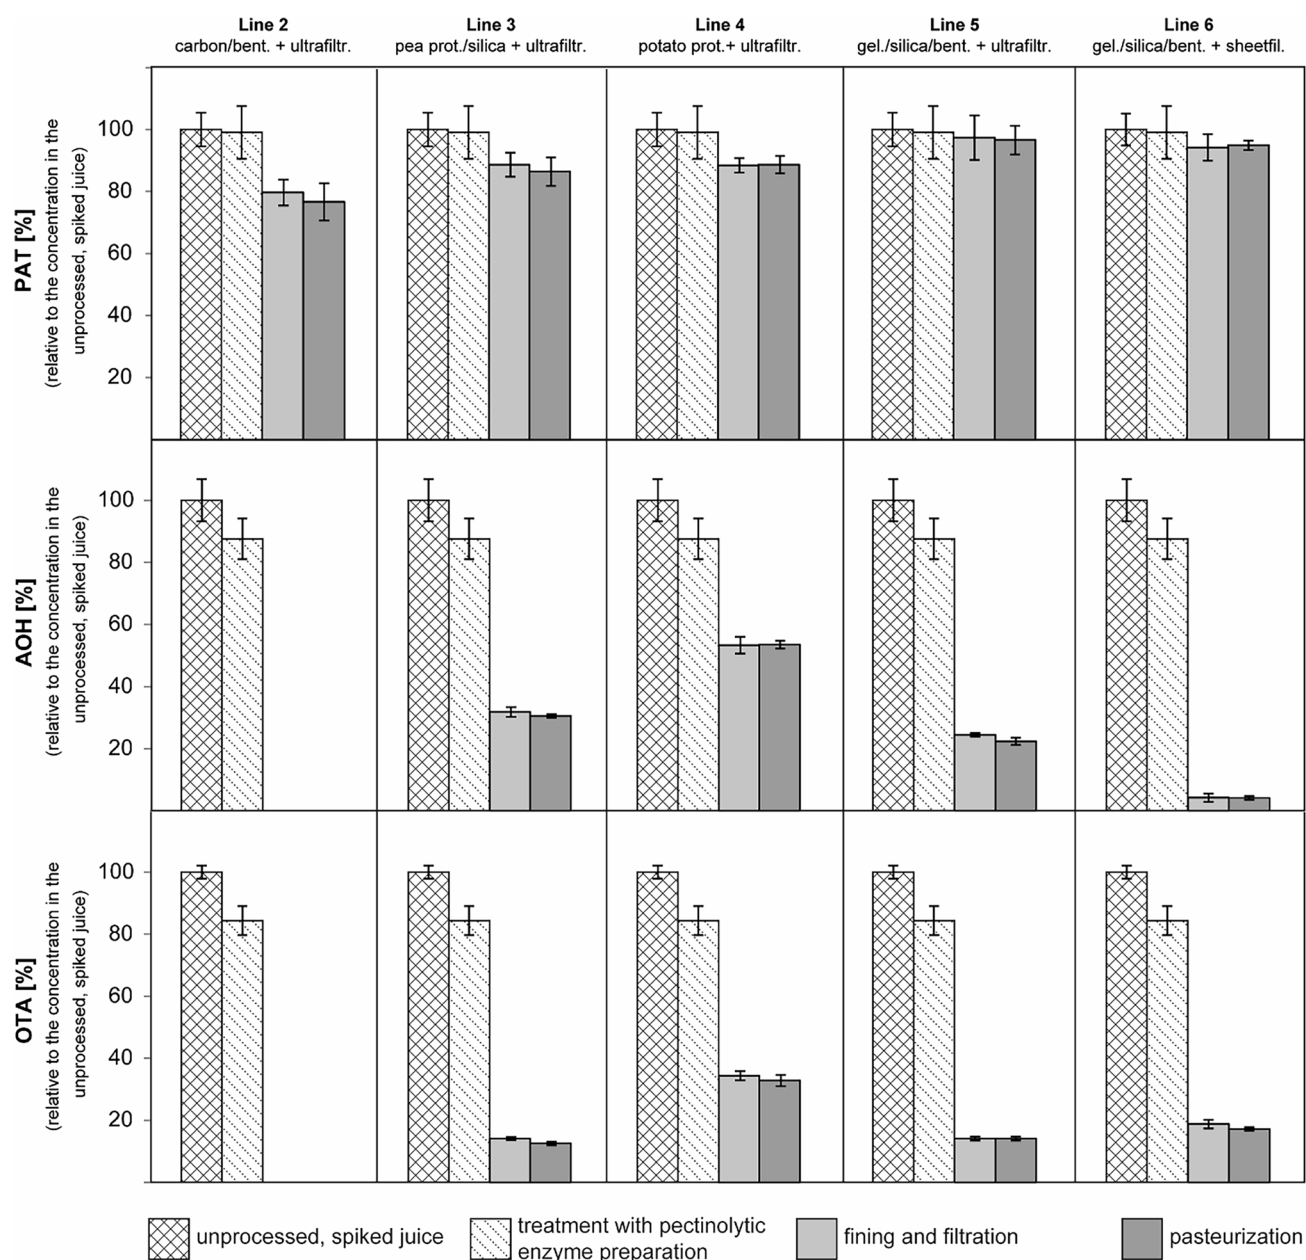 Line 2
carbon/bent. + ultrafiltr.
Line 3
pea prot./silica + ultrafiltr.
Line 4
potato prot.+ ultrafiltr.
Line 5
gel./silica/bent. + ultrafiltr.
Line 6
gel./silica/bent. + sheetfil.
PAT [%]
(relative to the concentration in the
unprocessed, spiked juice)
100
80
60
40
20
AOH [%]
(relative to the concentration in the
unprocessed, spiked juice)
100
80
60
40
20
OTA [%]
(relative to the concentration in the
unprocessed, spiked juice)
100
80
60
40
20
unprocessed, spiked juice
treatment with pectinolytic
enzyme preparation
fining and filtration
pasteurization